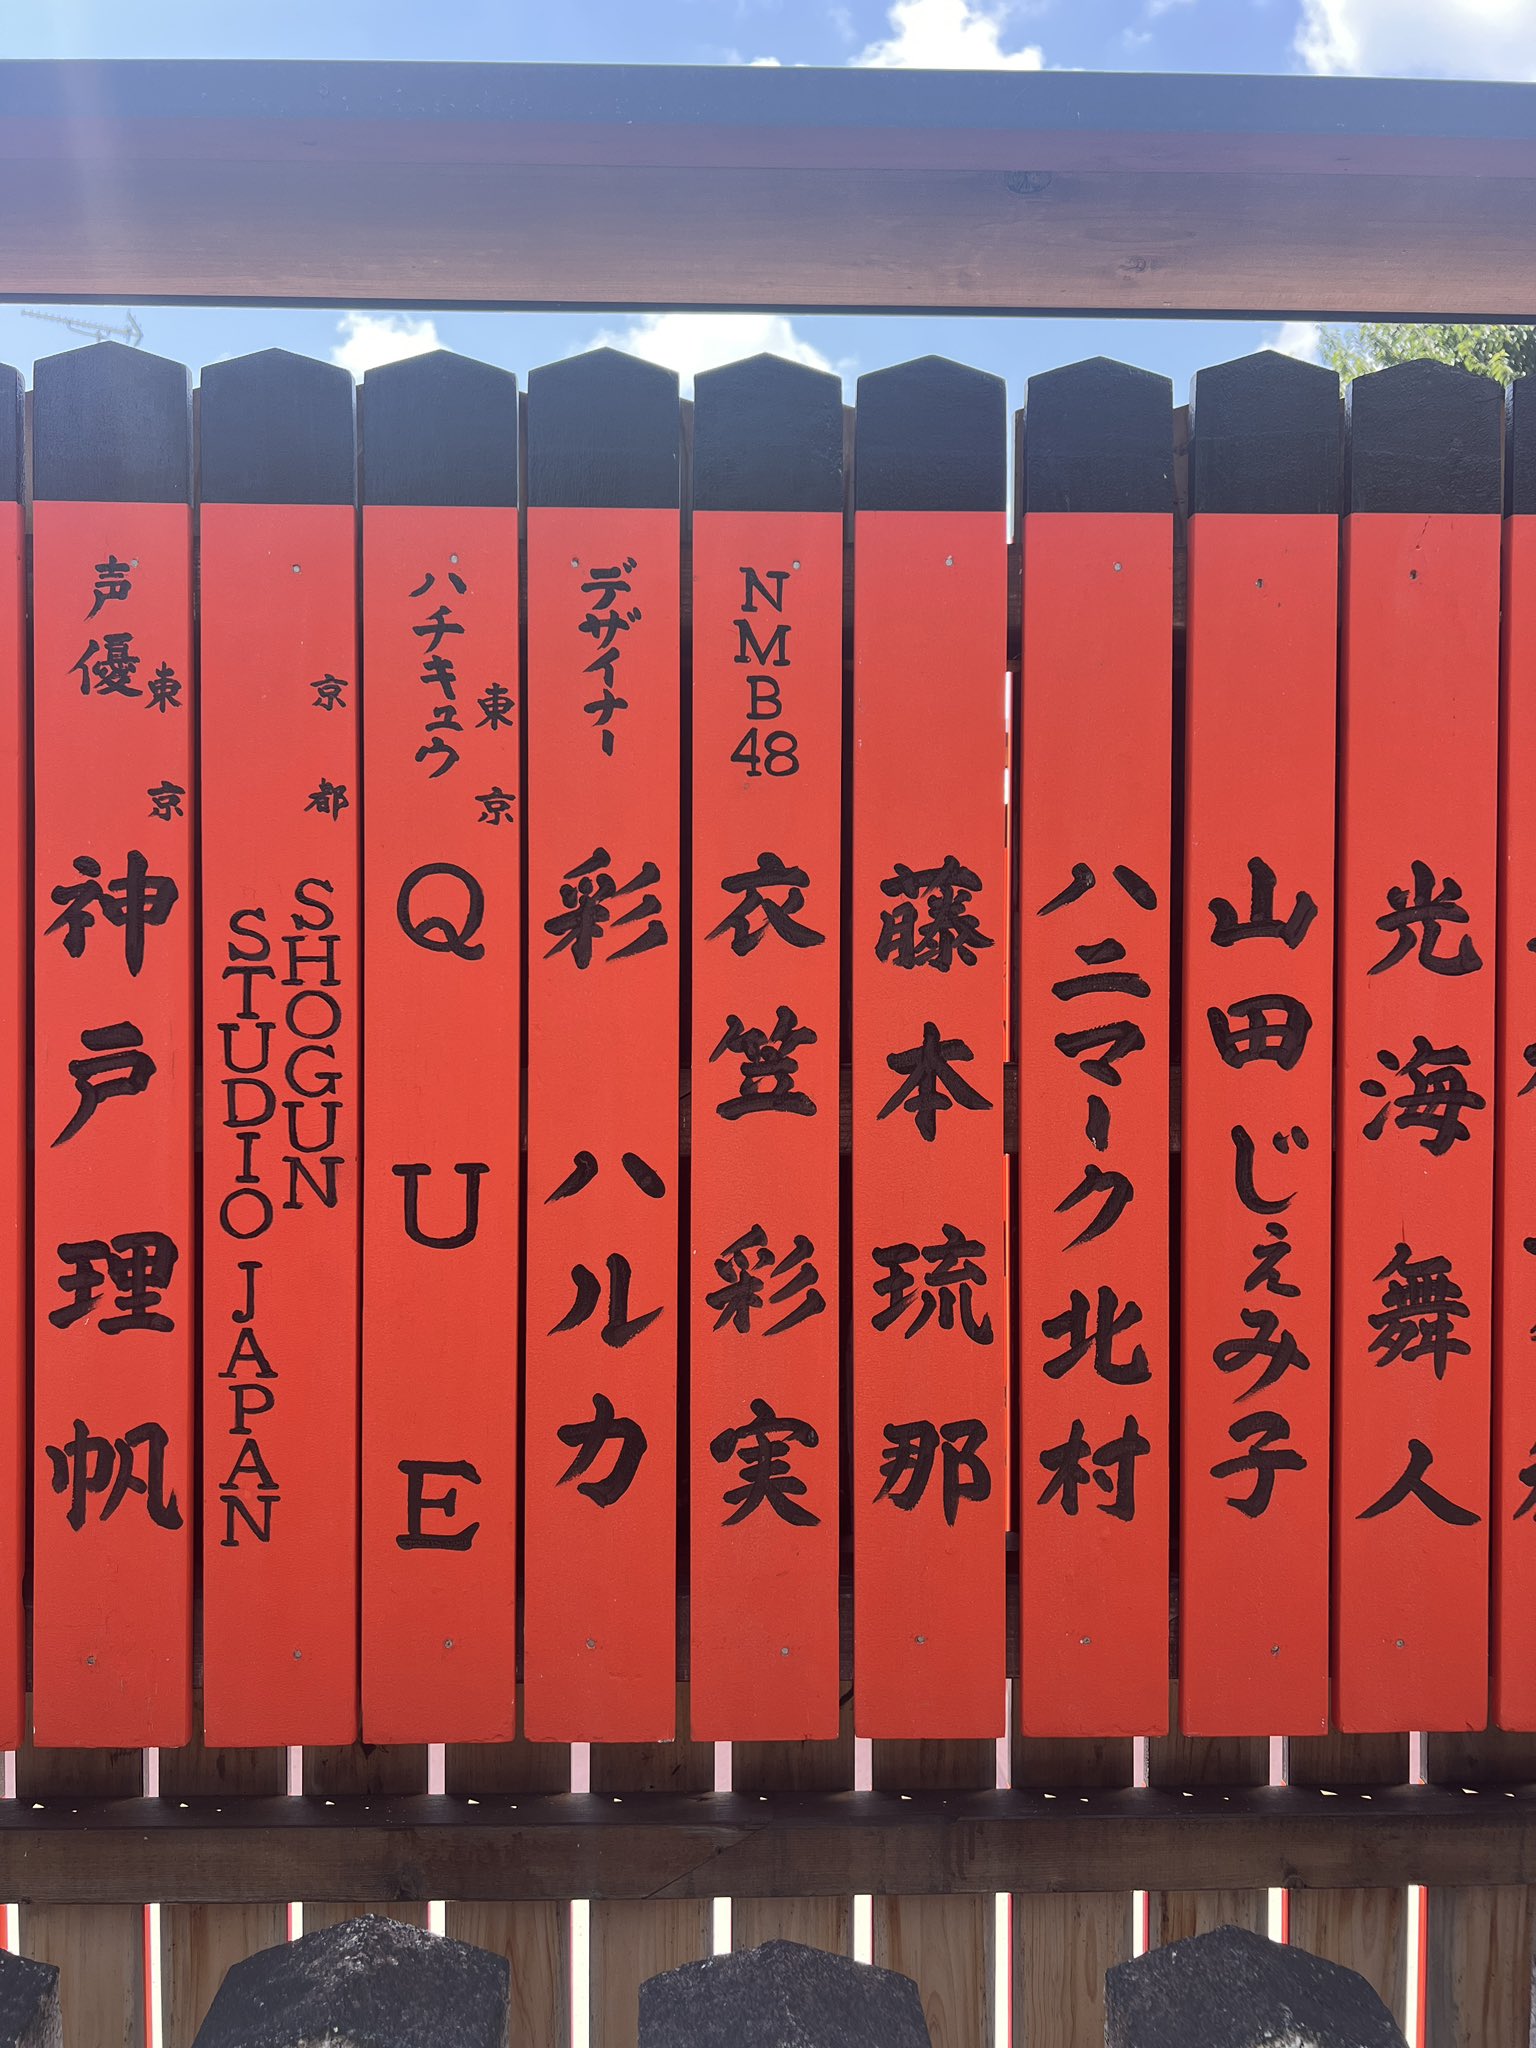 光海舞人
山田じぇみ子
ハニマーク北村
藤本琉那
NMB48
衣笠彩実
デザイナー
彩ハルカ
ハチキュウ
東京
QUE
京都
SHOGUN
STUDIO JAPAN
声優
東京
神戸理帆